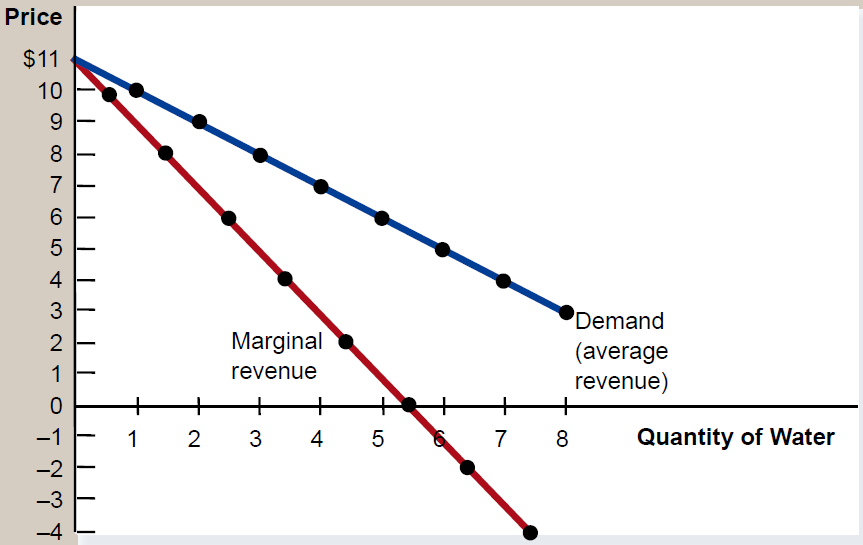 Price
$11
10
9
8
7
6
5
4
3
2
1
0
–1
–2
–3
–4
Marginal
revenue
Demand
(average
revenue)
1 2 3 4 5 6 7 8
Quantity of Water